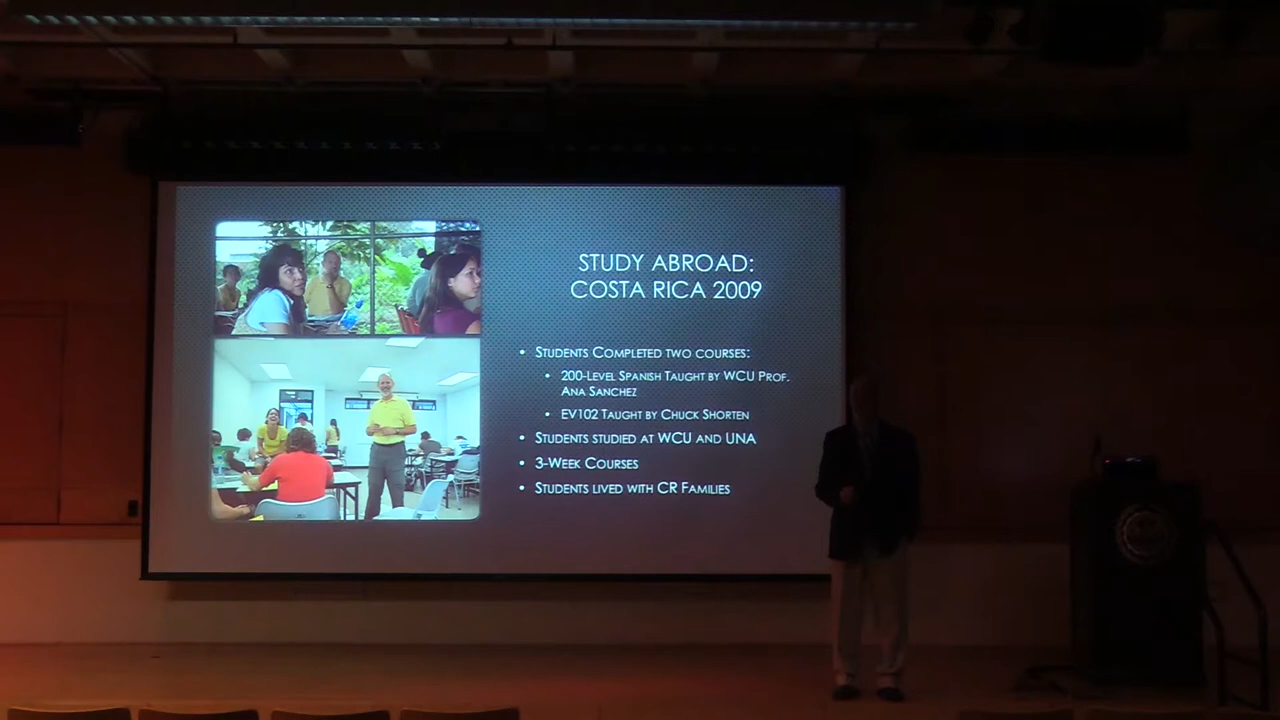 STUDY ABROAD:
COSTA RICA 2009
• STUDENTS COMPLETED TWO COURSES:
• 200-LEVEL SPANISH TAUGHT BY WCU PROF.
ANA SANCHEZ
• EV102 TAUGHT BY CHUCK SHORTEN
• STUDENTS STUDIED AT WCU AND UNA
• 3-WEEK COURSES
• STUDENTS LIVED WITH CR FAMILIES